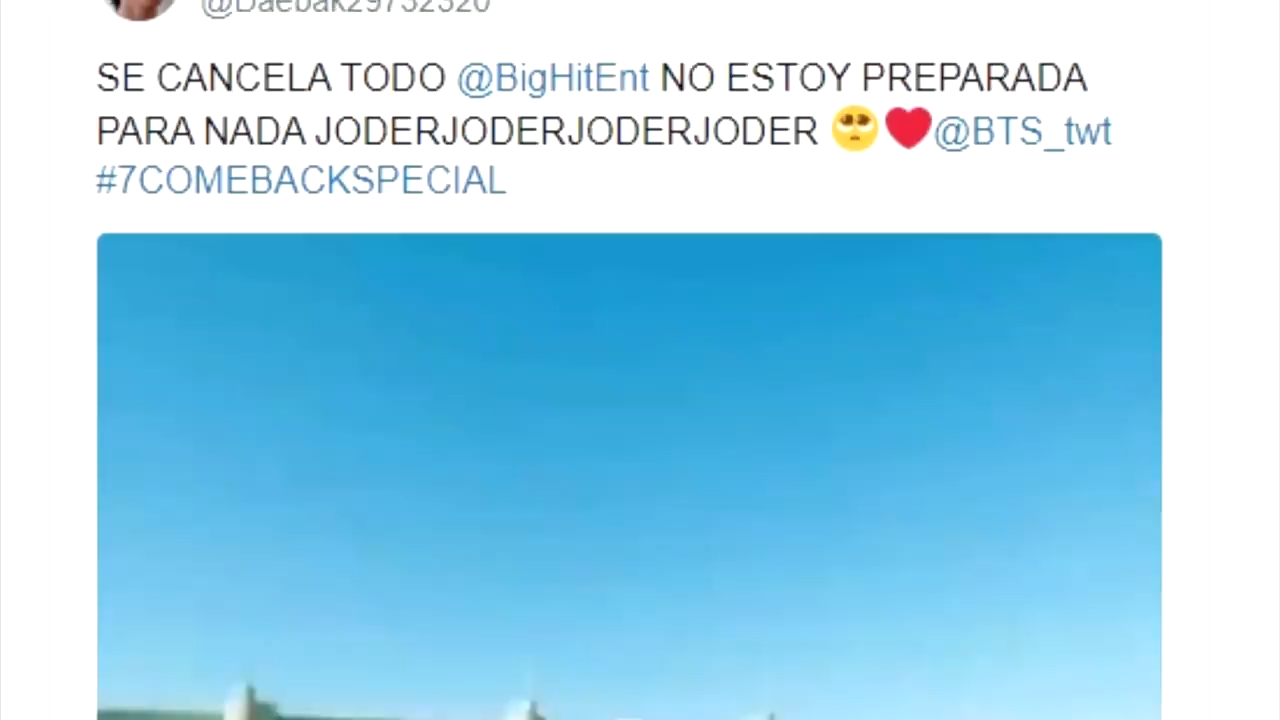 @Daebak29732320
SE CANCELA TODO @BigHitEnt NO ESTOY PREPARADA
PARA NADA JODERJODERJODERJODER 🥺❤️@BTS_twt
#7COMEBACKSPECIAL